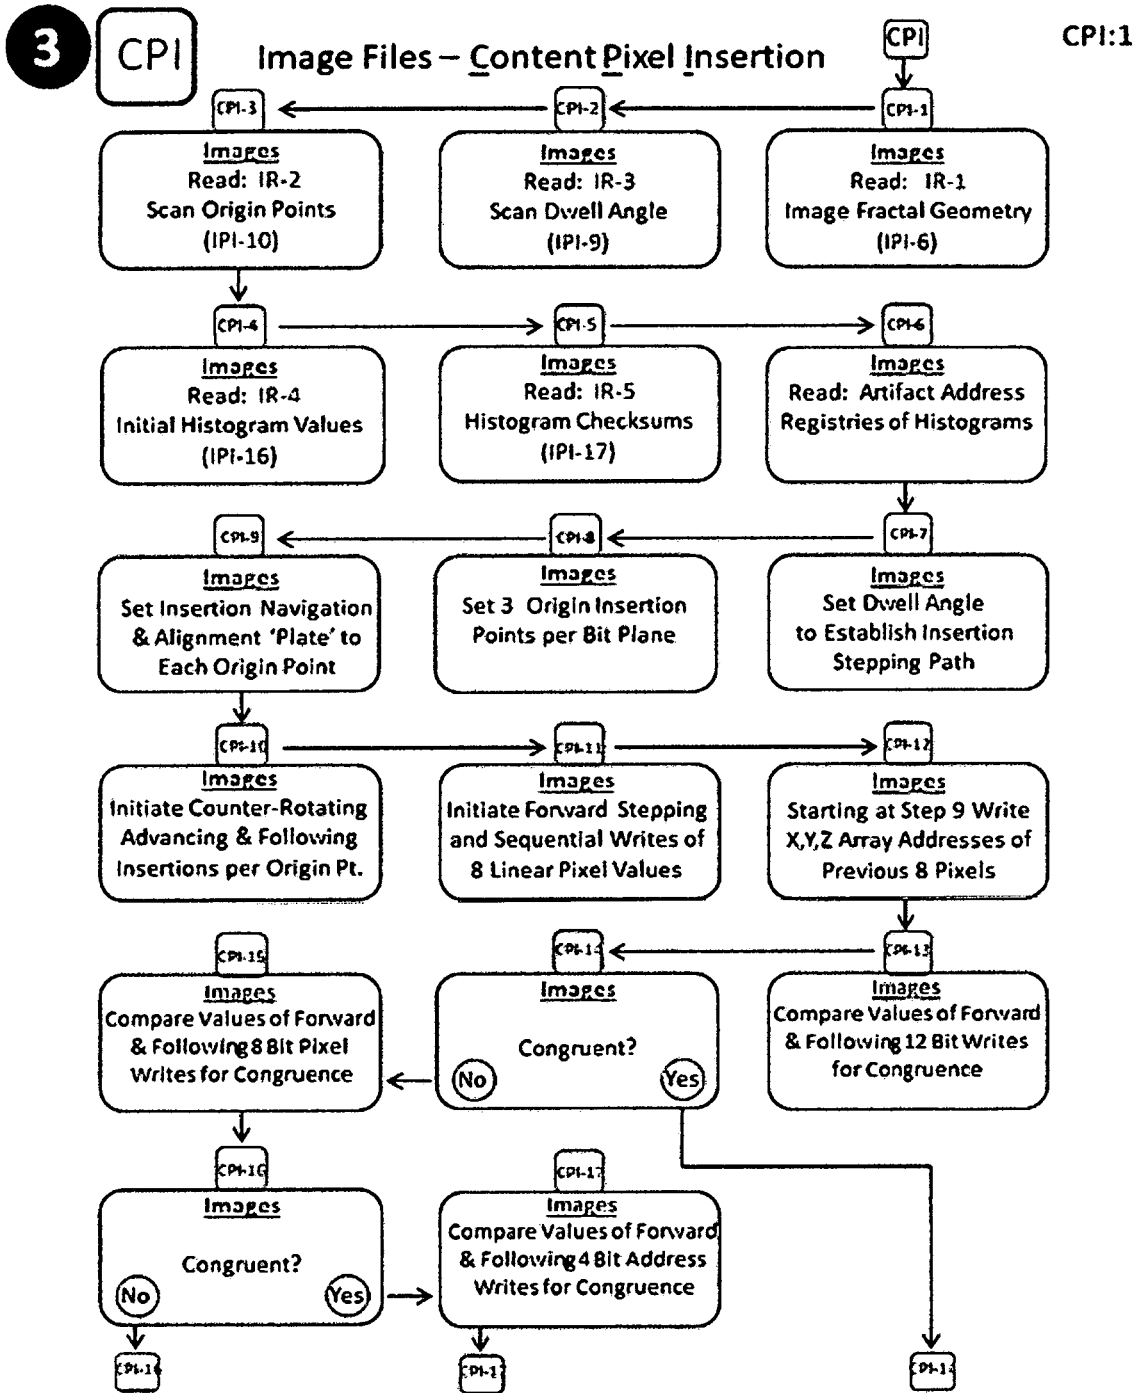 3
CPI
Image Files – Content Pixel Insertion
CPI
CPI:1
CPI-1
Images
Read: IR-1
Image Fractal Geometry
(IPI-6)
CPI-2
Images
Read: IR-3
Scan Dwell Angle
(IPI-9)
CPI-3
Images
Read: IR-2
Scan Origin Points
(IPI-10)
CPI-4
Images
Read: IR-4
Initial Histogram Values
(IPI-16)
CPI-5
Images
Read: IR-5
Histogram Checksums
(IPI-17)
CPI-6
Images
Read: Artifact Address
Registries of Histograms
CPI-7
Images
Set Dwell Angle
to Establish Insertion
Stepping Path
CPI-8
Images
Set 3 Origin Insertion
Points per Bit Plane
CPI-9
Images
Set Insertion Navigation
& Alignment ‘Plate’ to
Each Origin Point
CPI-10
Images
Initiate Counter-Rotating
Advancing & Following
Insertions per Origin Pt.
CPI-11
Images
Initiate Forward Stepping
and Sequential Writes of
8 Linear Pixel Values
CPI-12
Images
Starting at Step 9 Write
X,Y,Z Array Addresses of
Previous 8 Pixels
CPI-13
Images
Compare Values of Forward
& Following 12 Bit Writes
for Congruence
CPI-14
Images
Congruent?
No
Yes
CPI-15
Images
Compare Values of Forward
& Following 8 Bit Pixel
Writes for Congruence
CPI-16
Images
Congruent?
No
Yes
CPI-17
Images
Compare Values of Forward
& Following 4 Bit Address
Writes for Congruence